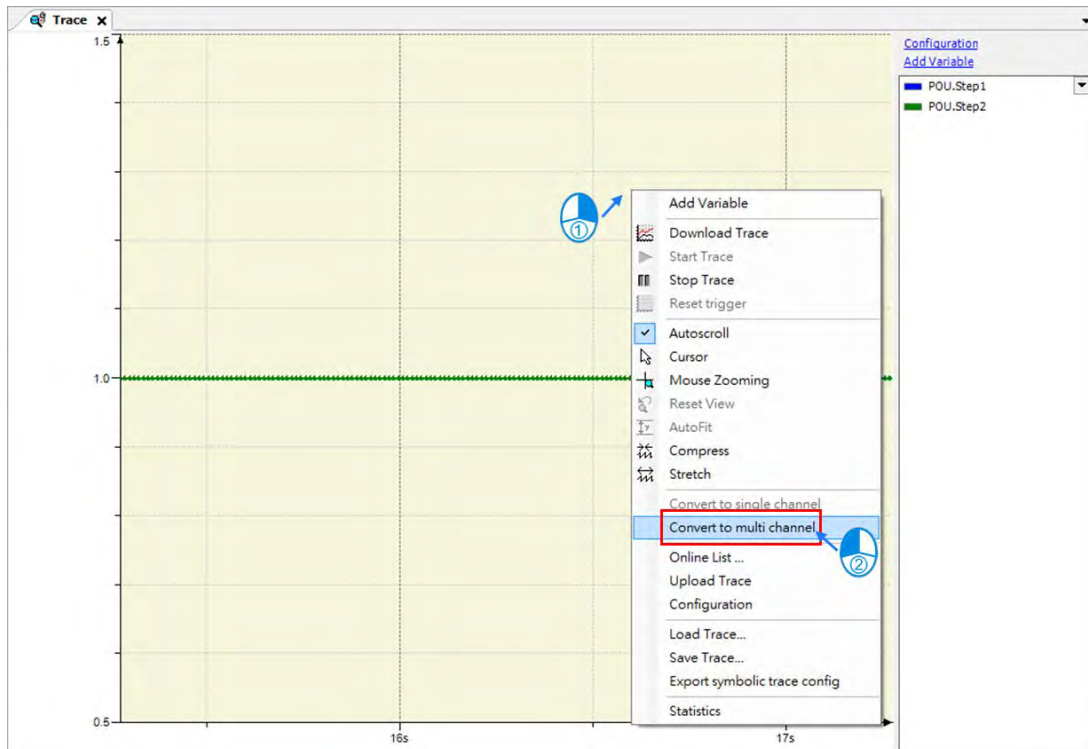 Trace
1.5
Configuration
Add Variable
POU.Step1
POU.Step2
①
Add Variable
Download Trace
Start Trace
Stop Trace
Reset trigger
Autoscroll
1.0
Cursor
Mouse Zooming
Reset View
AutoFit
Compress
Stretch
Convert to single channel
Convert to multi channel
②
Online List ...
Upload Trace
Configuration
Load Trace...
Save Trace...
Export symbolic trace config
Statistics
0.5
16s
17s